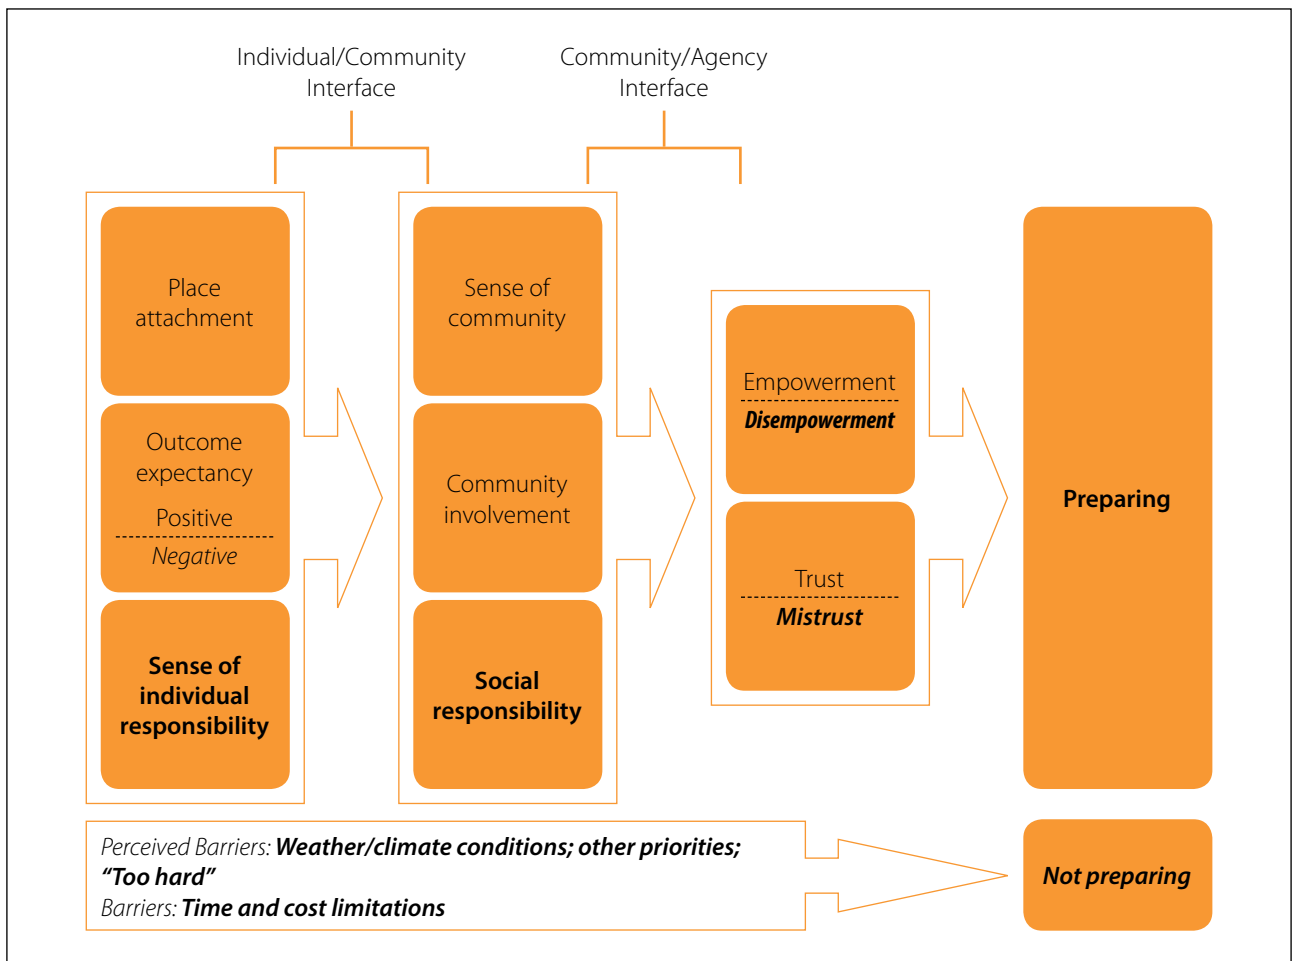 Individual/Community
Interface
Community/Agency
Interface
Place
attachment
Outcome
expectancy
Positive
Negative
Sense of
individual
responsibility
Sense of
community
Community
involvement
Social
responsibility
Empowerment
Disempowerment
Trust
Mistrust
Preparing
Perceived Barriers: Weather/climate conditions; other priorities;
“Too hard”
Barriers: Time and cost limitations
Not preparing